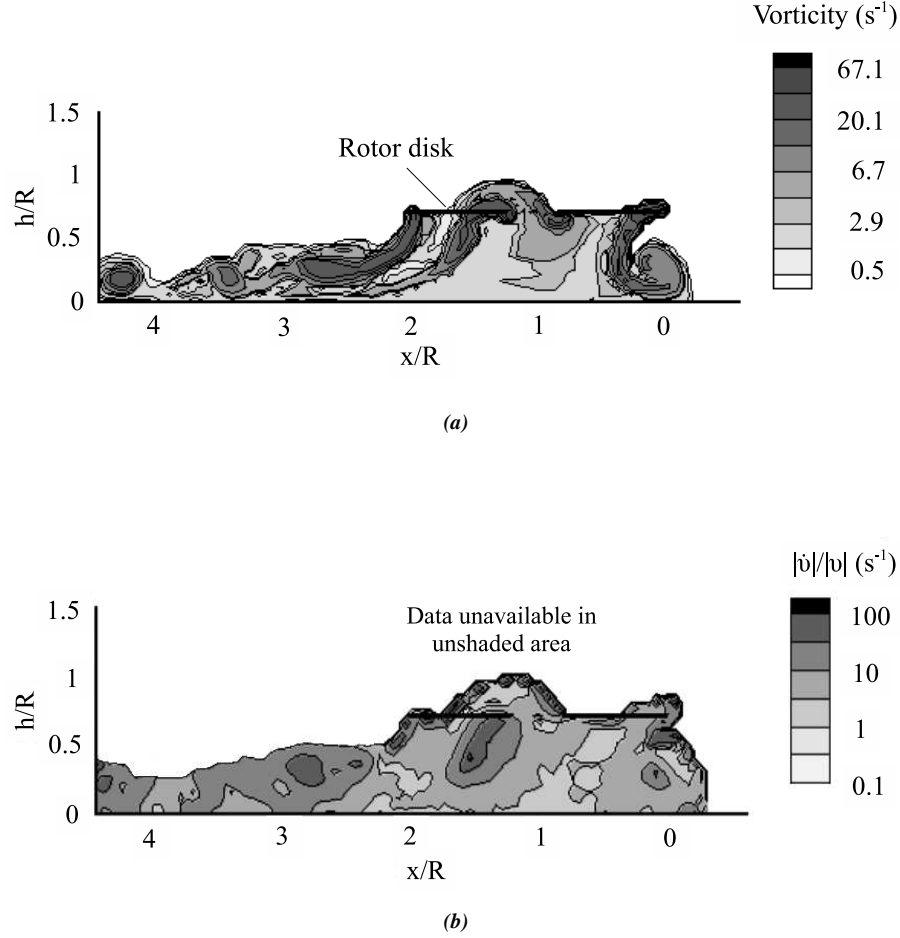 Vorticity (s⁻¹)
67.1
20.1
6.7
2.9
0.5
1.5
1
0.5
0
h/R
Rotor disk
4 3 2 1 0
x/R
(a)
|υ̇|/|υ| (s⁻¹)
100
10
1
0.1
1.5
1
0.5
0
h/R
Data unavailable in
unshaded area
4 3 2 1 0
x/R
(b)